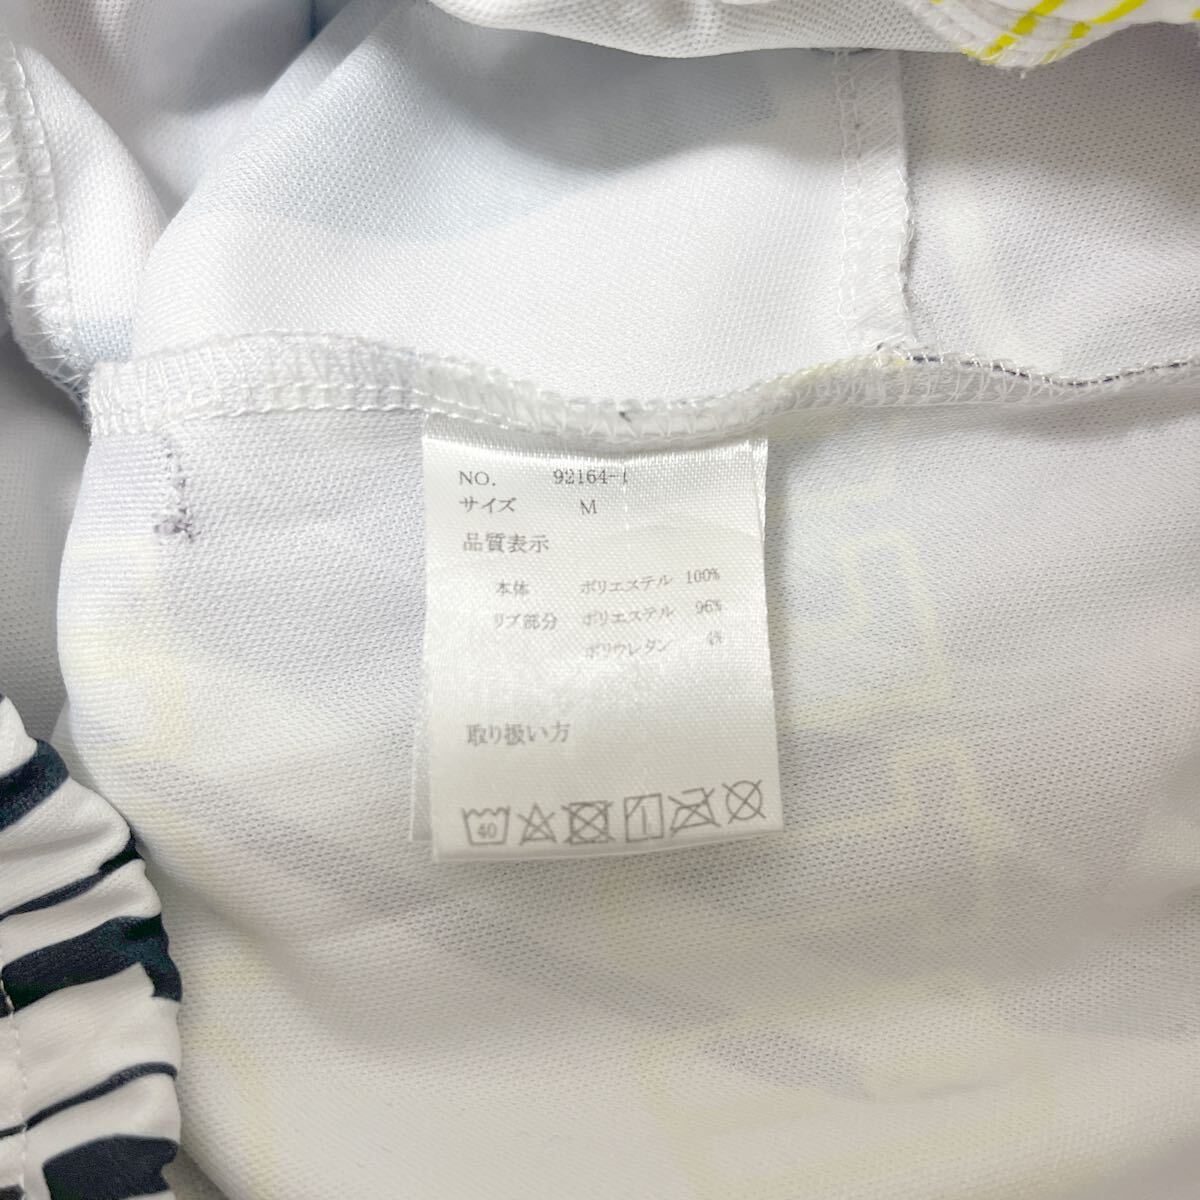 NO. 92164-1
サイズ M
品質表示
本体 ポリエステル 100%
リブ部分 ポリエステル 96%
ポリウレタン 4%
取り扱い方
40